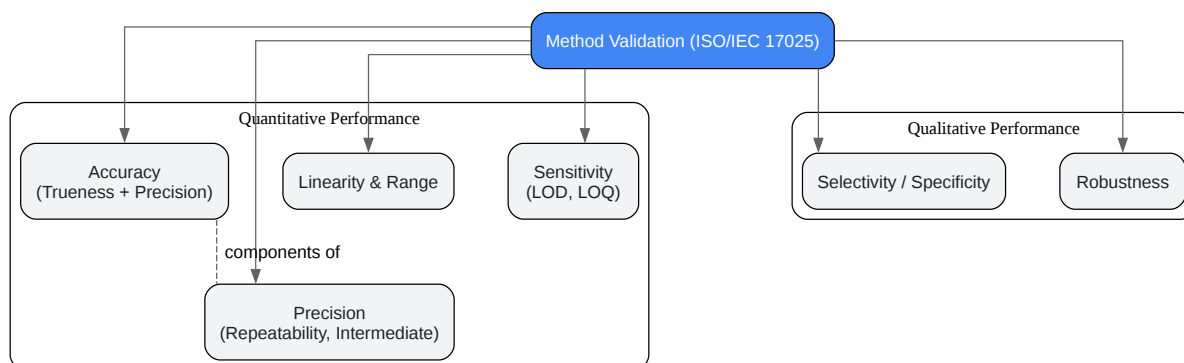 Method Validation (ISO/IEC 17025)
Quantitative Performance
Qualitative Performance
Accuracy
(Trueness + Precision)
Linearity & Range
Sensitivity
(LOD, LOQ)
Selectivity / Specificity
Robustness
components of
Precision
(Repeatability, Intermediate)